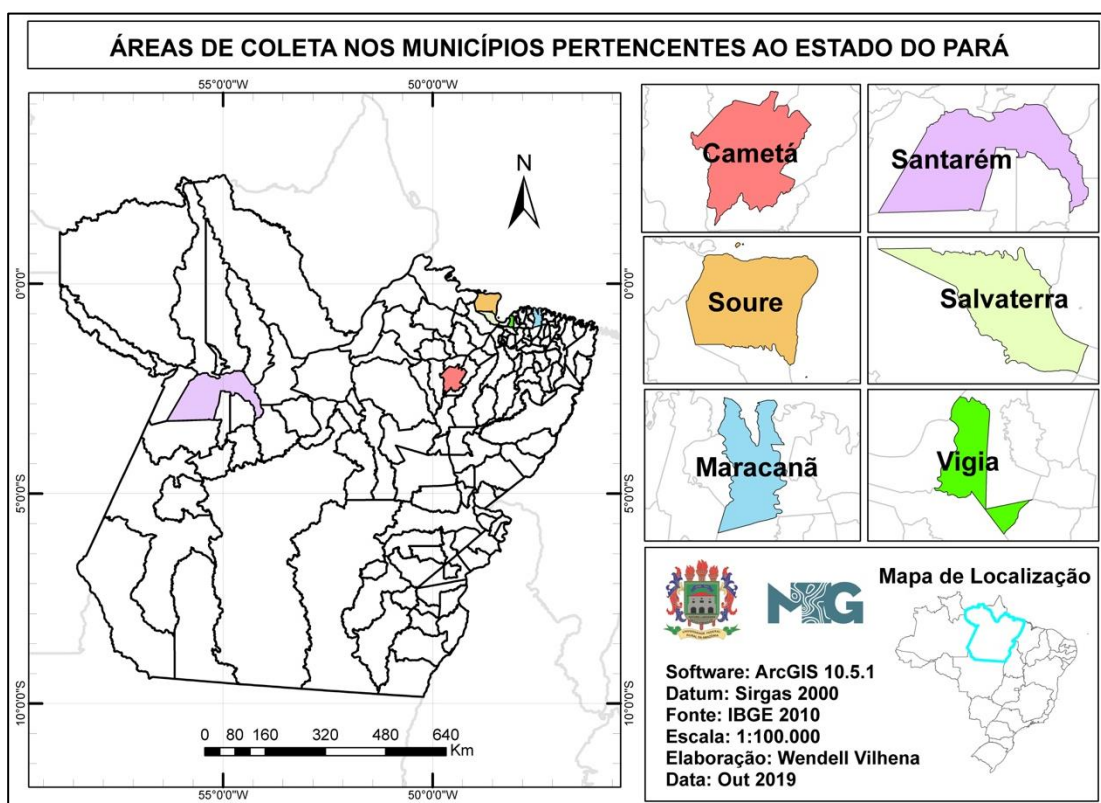 ÁREAS DE COLETA NOS MUNICÍPIOS PERTENCENTES AO ESTADO DO PARÁ
55°0'0"W
50°0'0"W
N
0°0'0"
0°0'0"
5°0'0"S
5°0'0"S
10°0'0"S
10°0'0"S
0 80 160 320 480 640
Km
55°0'0"W
50°0'0"W
Cametá
Santarém
Soure
Salvaterra
Maracanã
Vigia
Mapa de Localização
Software: ArcGIS 10.5.1
Datum: Sirgas 2000
Fonte: IBGE 2010
Escala: 1:100.000
Elaboração: Wendell Vilhena
Data: Out 2019